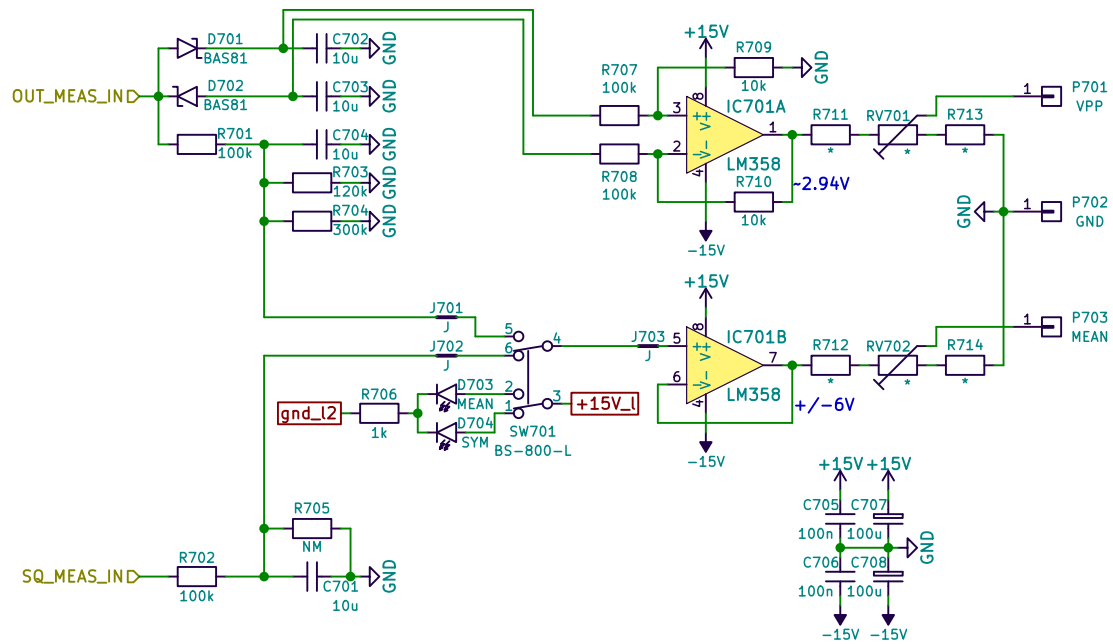 D701
BAS81
C702
10u
GND
OUT_MEAS_IN
D702
BAS81
C703
10u
GND
R701
100k
C704
10u
GND
R703
120k
GND
R704
300k
GND
+15V
R709
10k
GND
R707
100k
3
8
IC701A
++
V
1
R708
100k
2
V-
-
4
LM358
R710
10k
~2.94V
-15V
R711
*
RV701
*
R713
*
1
P701
VPP
GND
1
P702
GND
J701
J
5
4
J702
J
6
J703
J
+15V
5
8
IC701B
++
V
7
6
V-
-
4
LM358
+/-6V
-15V
R712
*
RV702
*
R714
*
1
P703
MEAN
gnd_l2
R706
1k
D703
MEAN
2
3
+15V_l
D704
SYM
1
SW701
BS-800-L
R705
NM
SQ_MEAS_IN
R702
100k
C701
10u
GND
+15V
+15V
C705
100n
C707
100u
GND
C706
100n
C708
100u
-15V
-15V